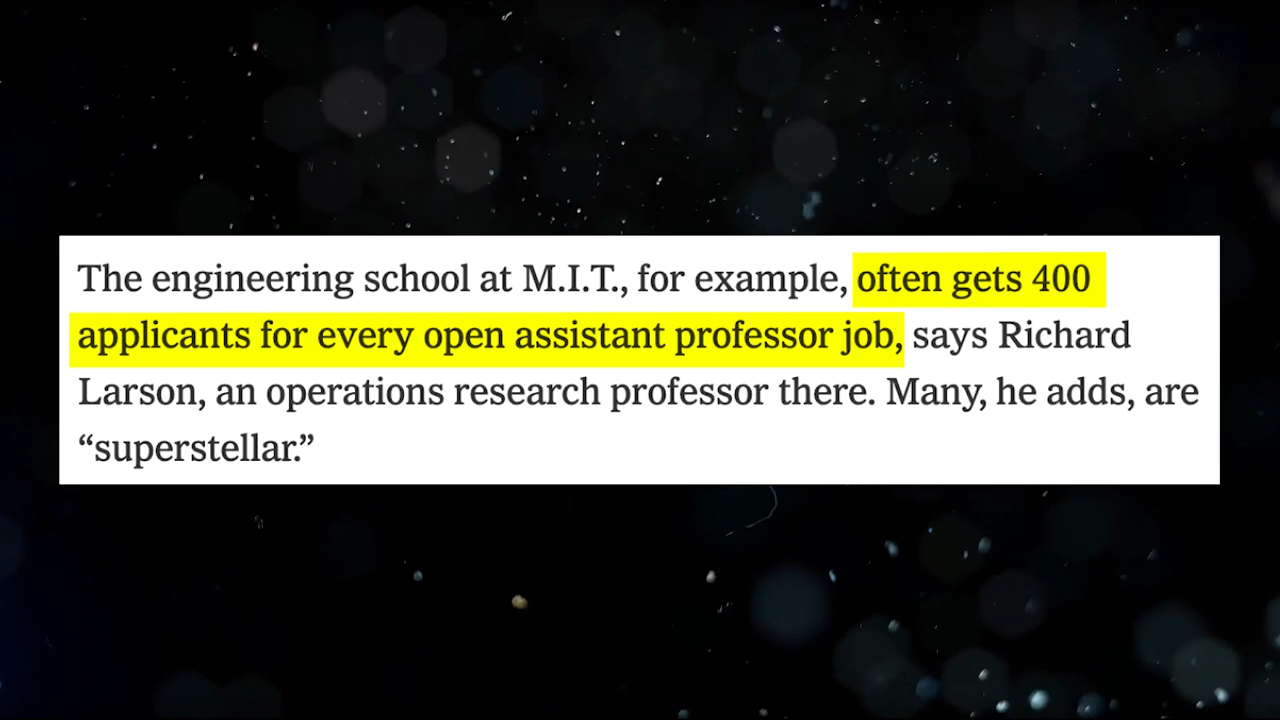 The engineering school at M.I.T., for example, often gets 400
applicants for every open assistant professor job, says Richard
Larson, an operations research professor there. Many, he adds, are
“superstellar.”